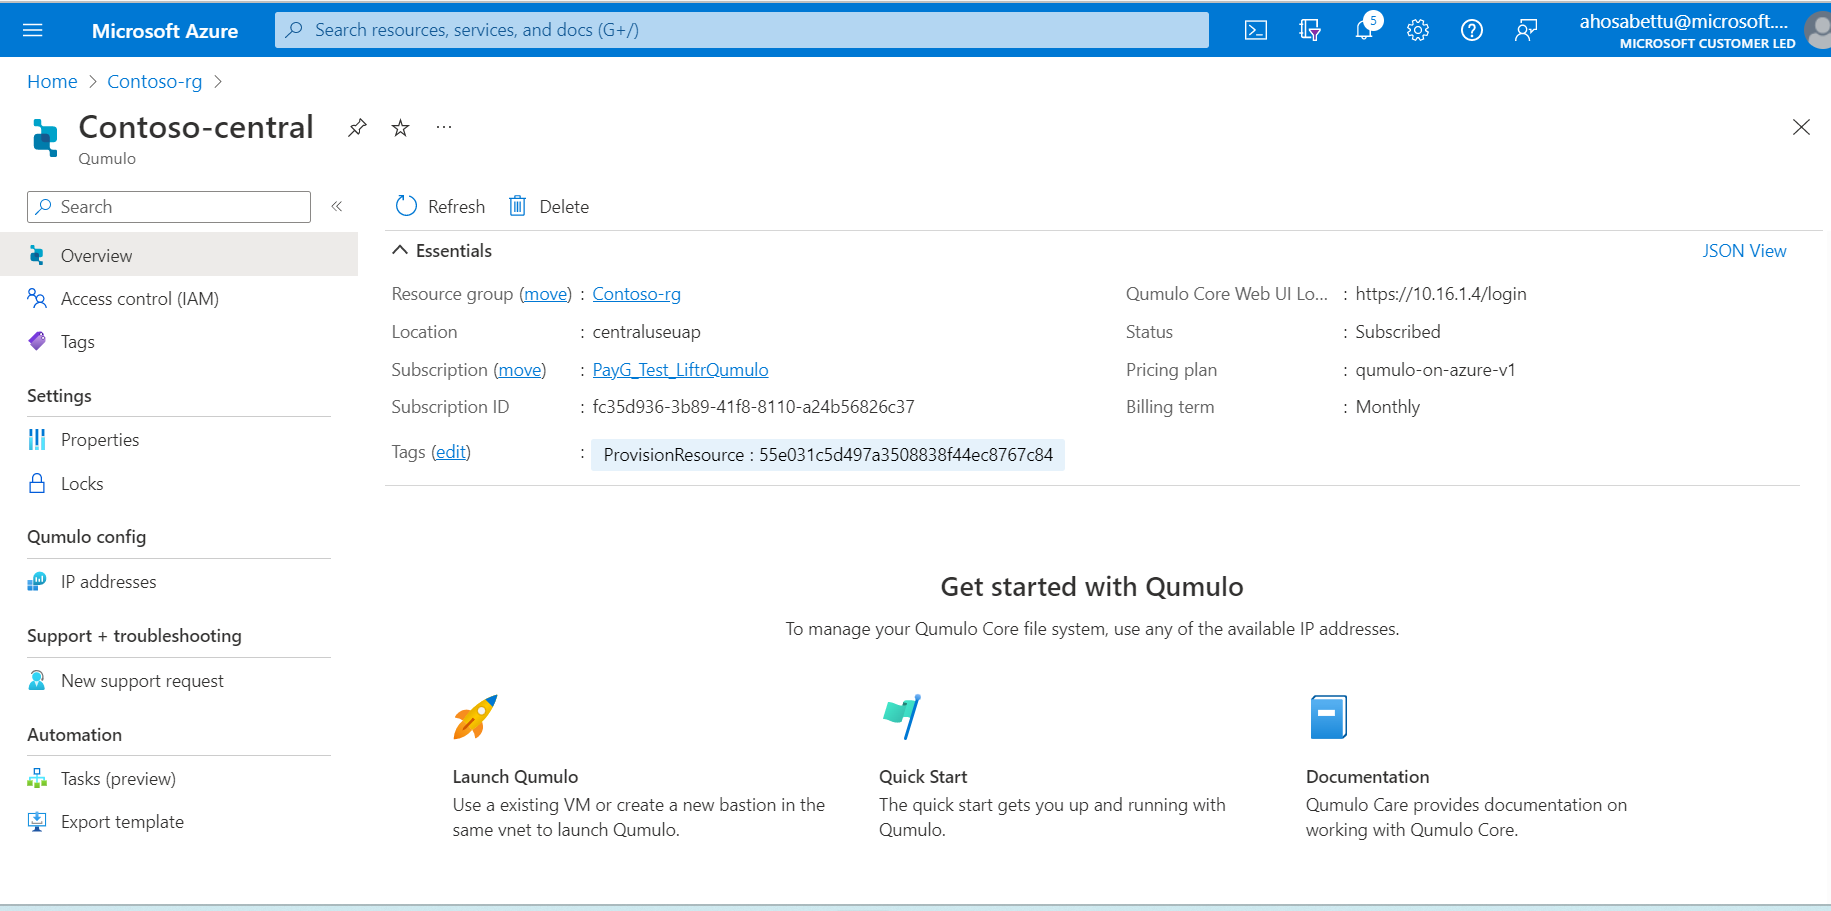 Microsoft Azure
Search resources, services, and docs (G+/)
5
ahosabettu@microsoft....
MICROSOFT CUSTOMER LED
Home > Contoso-rg >
Contoso-central
...
Qumulo
Search
«
Refresh
Delete
Overview
Access control (IAM)
Tags
Settings
Properties
Locks
Qumulo config
IP addresses
Support + troubleshooting
New support request
Automation
Tasks (preview)
Export template
Essentials
JSON View
Resource group (move) : Contoso-rg
Location : centraluseuap
Subscription (move) : PayG_Test_LiftrQumulo
Subscription ID : fc35d936-3b89-41f8-8110-a24b56826c37
Tags (edit) : ProvisionResource : 55e031c5d497a3508838f44ec8767c84
Qumulo Core Web UI Lo... : https://10.16.1.4/login
Status : Subscribed
Pricing plan : qumulo-on-azure-v1
Billing term : Monthly
Get started with Qumulo
To manage your Qumulo Core file system, use any of the available IP addresses.
Launch Qumulo
Use a existing VM or create a new bastion in the
same vnet to launch Qumulo.
Quick Start
The quick start gets you up and running with
Qumulo.
Documentation
Qumulo Care provides documentation on
working with Qumulo Core.